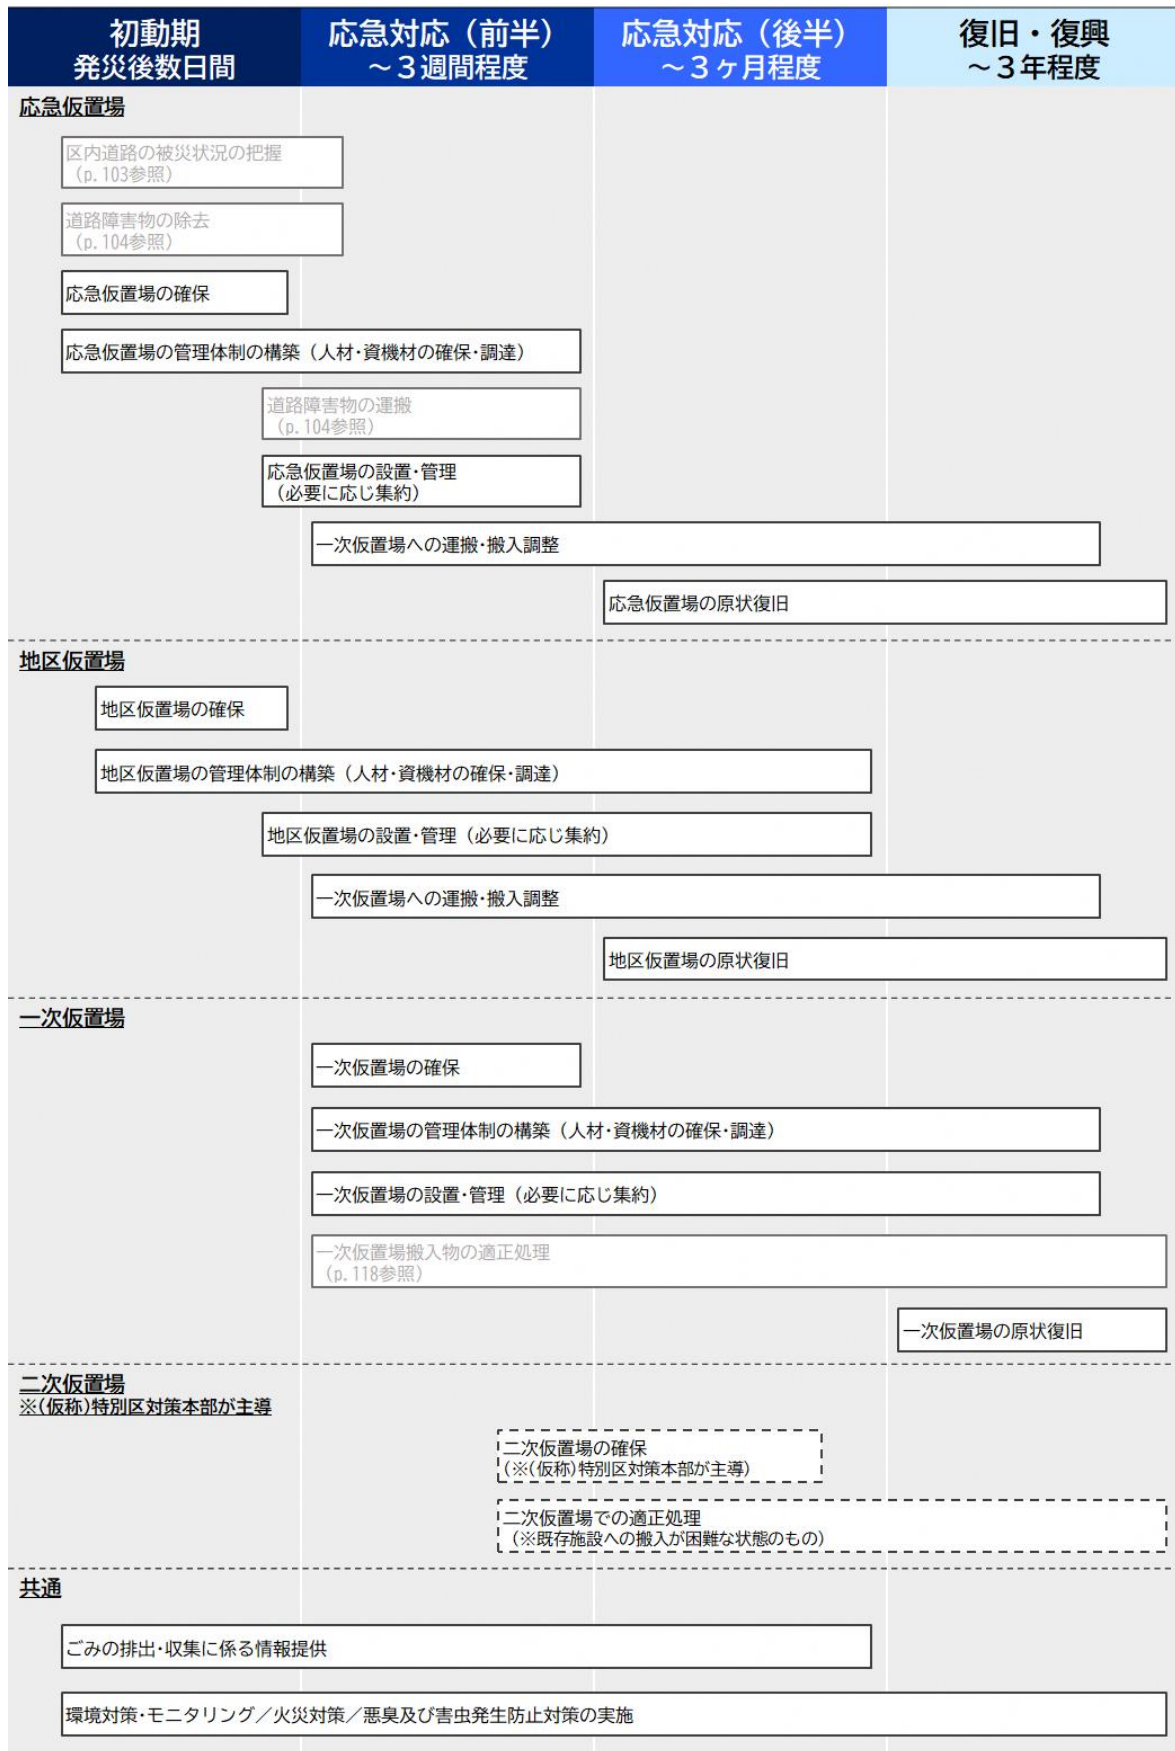 初動期
発災後数日間
応急対応（前半）
～３週間程度
応急対応（後半）
～３ヶ月程度
復旧・復興
～３年程度
応急仮置場
区内道路の被災状況の把握
（p.103参照）
道路障害物の除去
（p.104参照）
応急仮置場の確保
応急仮置場の管理体制の構築（人材・資機材の確保・調達）
道路障害物の運搬
（p.104参照）
応急仮置場の設置・管理
（必要に応じ集約）
一次仮置場への運搬・搬入調整
応急仮置場の原状復旧
地区仮置場
地区仮置場の確保
地区仮置場の管理体制の構築（人材・資機材の確保・調達）
地区仮置場の設置・管理（必要に応じ集約）
一次仮置場への運搬・搬入調整
地区仮置場の原状復旧
一次仮置場
一次仮置場の確保
一次仮置場の管理体制の構築（人材・資機材の確保・調達）
一次仮置場の設置・管理（必要に応じ集約）
一次仮置場搬入物の適正処理
（p.118参照）
一次仮置場の原状復旧
二次仮置場
※(仮称)特別区対策本部が主導
二次仮置場の確保
（※(仮称)特別区対策本部が主導）
二次仮置場での適正処理
（※既存施設への搬入が困難な状態のもの）
共通
ごみの排出・収集に係る情報提供
環境対策・モニタリング／火災対策／悪臭及び害虫発生防止対策の実施